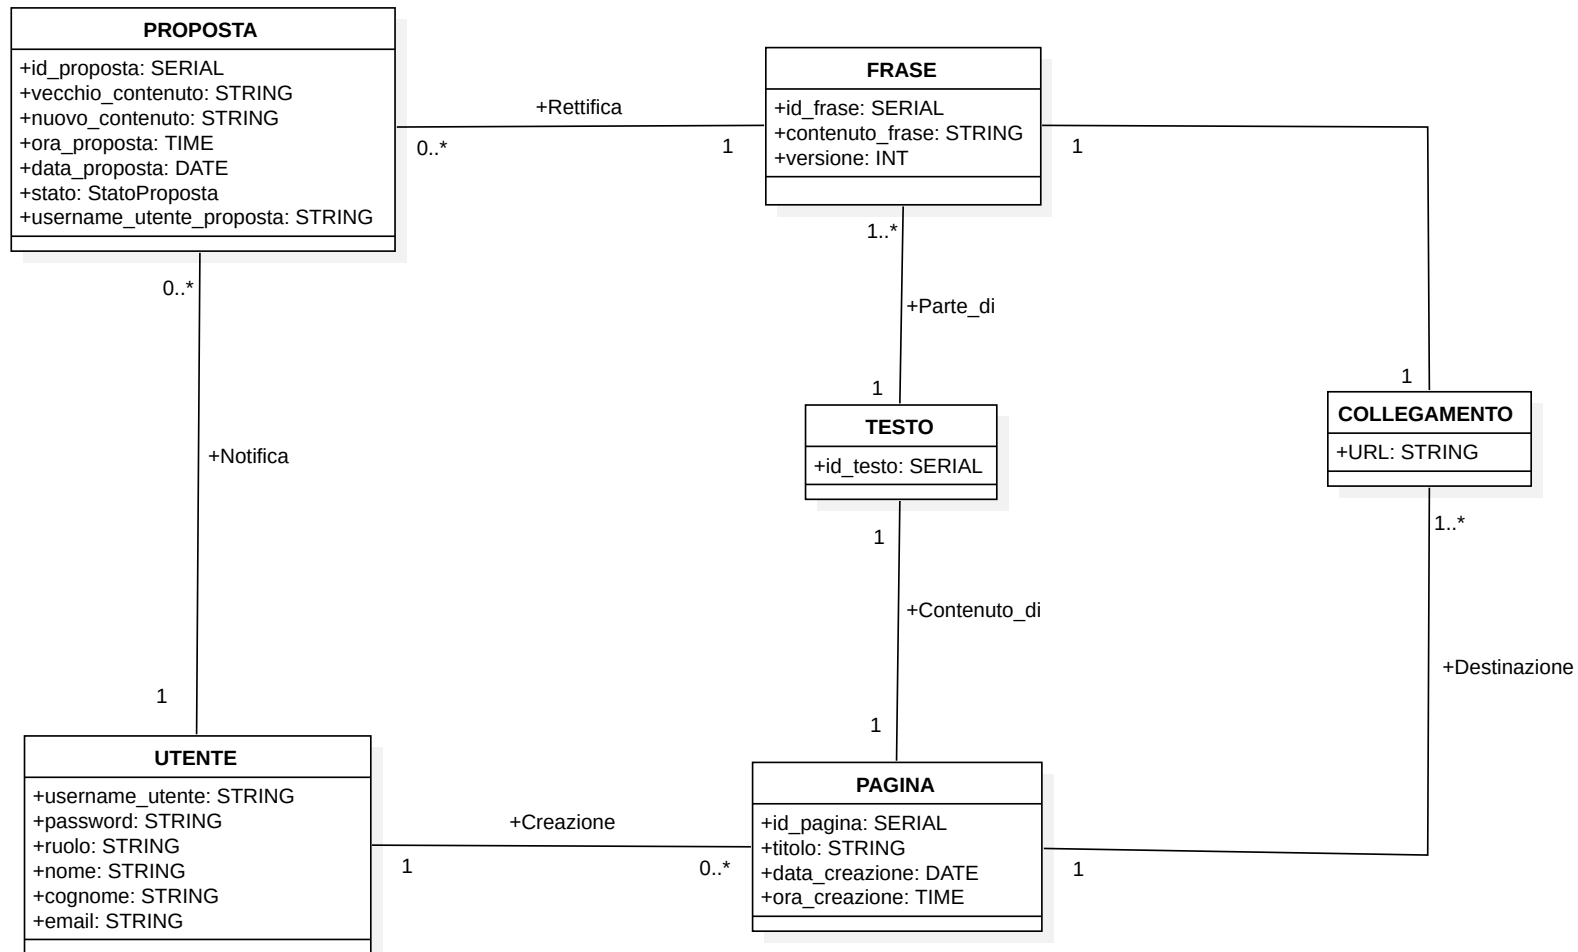 PROPOSTA
+id_proposta: SERIAL
+vecchio_contenuto: STRING
+nuovo_contenuto: STRING
+ora_proposta: TIME
+data_proposta: DATE
+stato: StatoProposta
+username_utente_proposta: STRING
+Rettifica
0..*
1
FRASE
+id_frase: SERIAL
+contenuto_frase: STRING
+versione: INT
1
1..*
+Parte_di
1
0..*
+Notifica
1
TESTO
+id_testo: SERIAL
1
COLLEGAMENTO
+URL: STRING
1..*
+Destinazione
1
+Contenuto_di
1
UTENTE
+username_utente: STRING
+password: STRING
+ruolo: STRING
+nome: STRING
+cognome: STRING
+email: STRING
+Creazione
1
0..*
PAGINA
+id_pagina: SERIAL
+titolo: STRING
+data_creazione: DATE
+ora_creazione: TIME
1